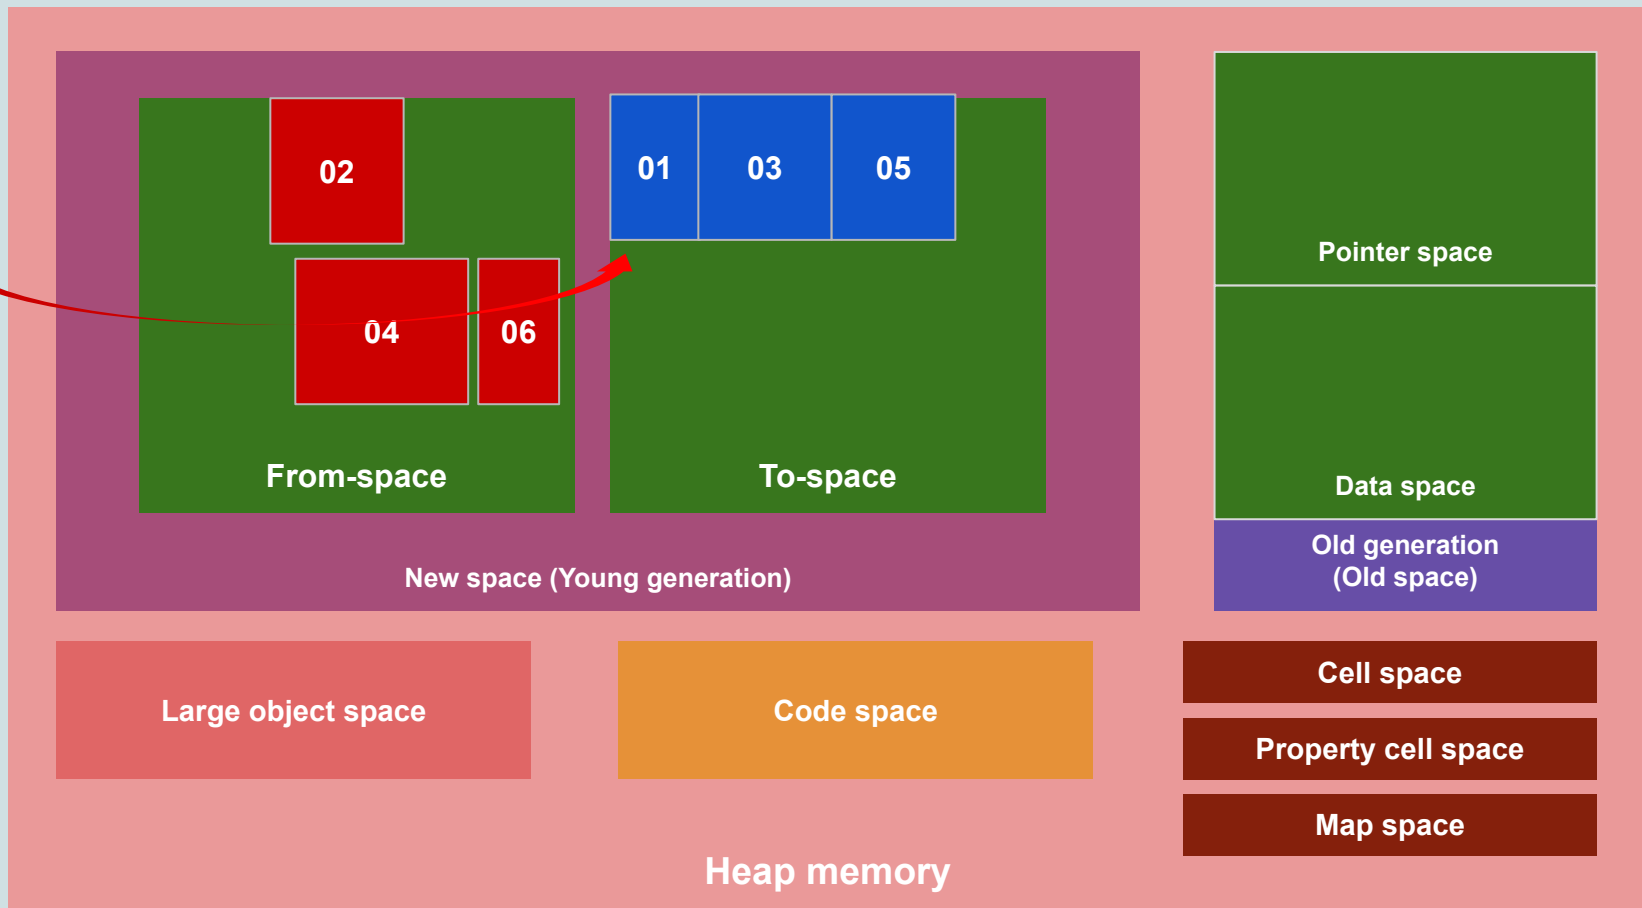 02
01
03
05
04
06
From-space
To-space
New space (Young generation)
Pointer space
Data space
Old generation
(Old space)
Large object space
Code space
Cell space
Property cell space
Map space
Heap memory